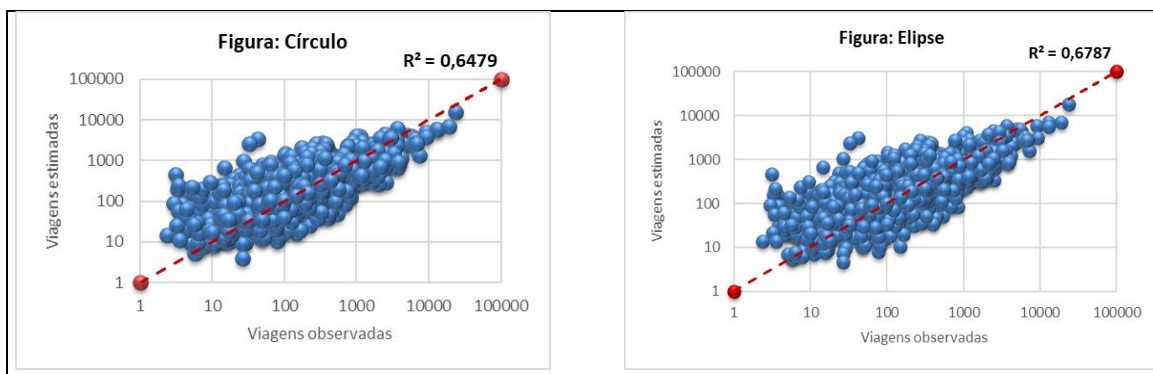 Figura: Círculo
R² = 0,6479
100000
10000
1000
100
10
1
Viagens estimadas
1 10 100 1000 10000 100000
Viagens observadas
Figura: Elipse
R² = 0,6787
100000
10000
1000
100
10
1
Viagens estimadas
1 10 100 1000 10000 100000
Viagens observadas